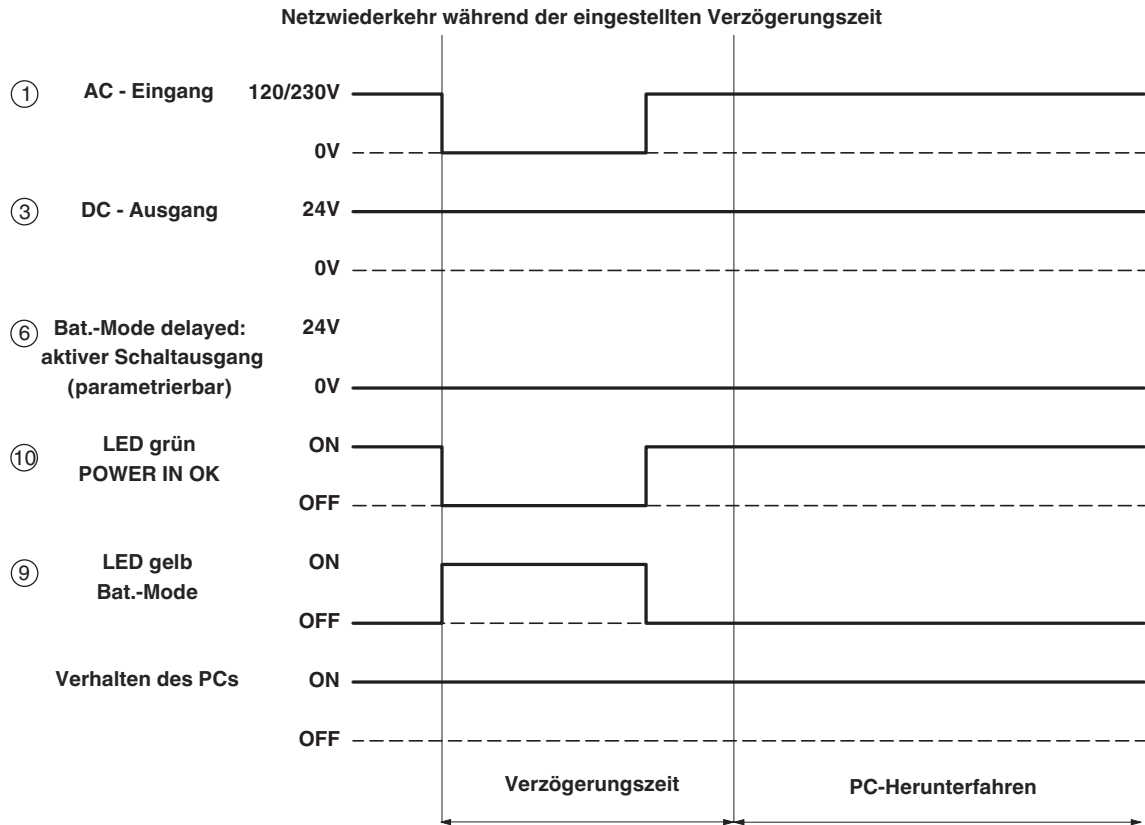 Netzwiederkehr während der eingestellten Verzögerungszeit
1 AC - Eingang 120/230V
0V
3 DC - Ausgang 24V
0V
6 Bat.-Mode delayed: 24V
aktiver Schaltausgang
(parametrierbar) 0V
10 LED grün ON
POWER IN OK
OFF
9 LED gelb ON
Bat.-Mode
OFF
Verhalten des PCs ON
OFF
Verzögerungszeit PC-Herunterfahren